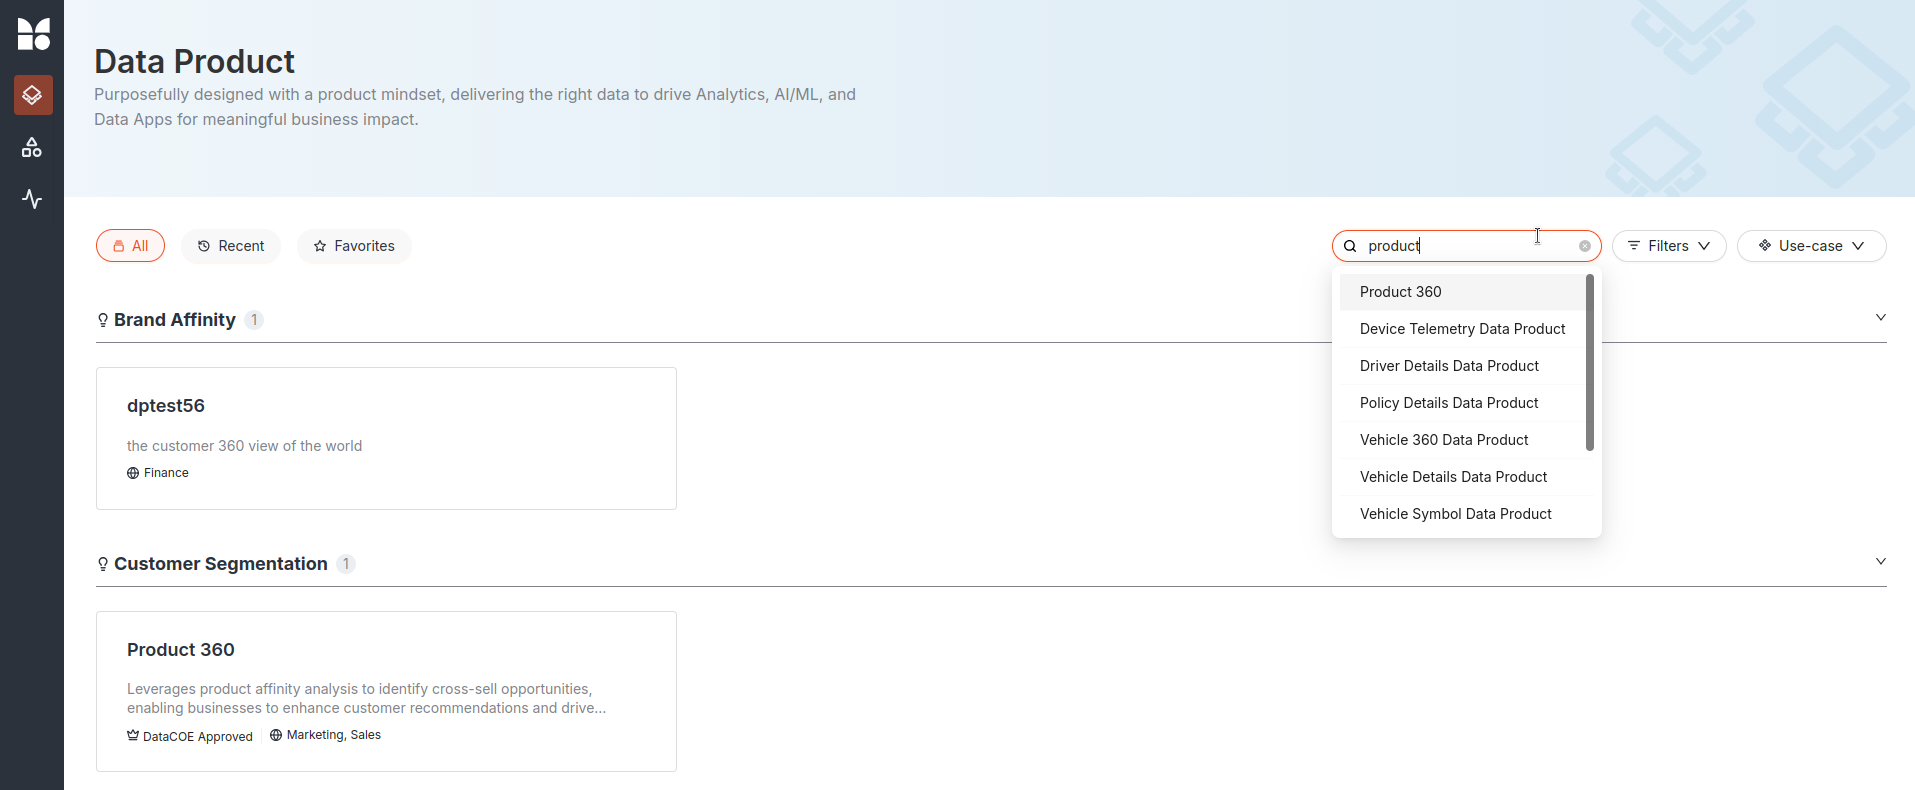 Data Product
Purposefully designed with a product mindset, delivering the right data to drive Analytics, AI/ML, and
Data Apps for meaningful business impact.
All
Recent
Favorites
product
Filters
Use-case
Product 360
Device Telemetry Data Product
Driver Details Data Product
Policy Details Data Product
Vehicle 360 Data Product
Vehicle Details Data Product
Vehicle Symbol Data Product
Brand Affinity 1
dptest56
the customer 360 view of the world
Finance
Customer Segmentation 1
Product 360
Leverages product affinity analysis to identify cross-sell opportunities,
enabling businesses to enhance customer recommendations and drive...
DataCOE Approved
Marketing, Sales